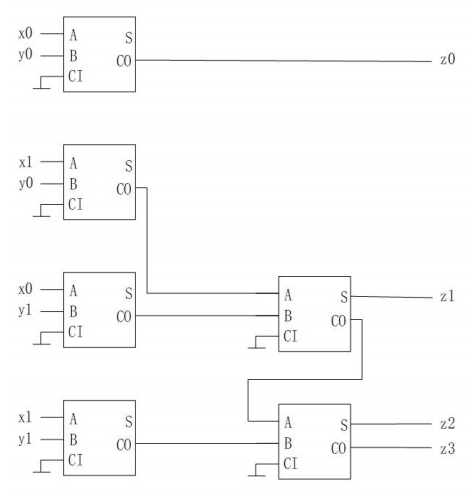 x0 A S
y0 B CO z0
CI
x1 A S
y0 B CO
CI
x0 A S
y1 B CO
CI
A S z1
B CO
CI
x1 A S
y1 B CO
CI
A S z2
B CO z3
CI